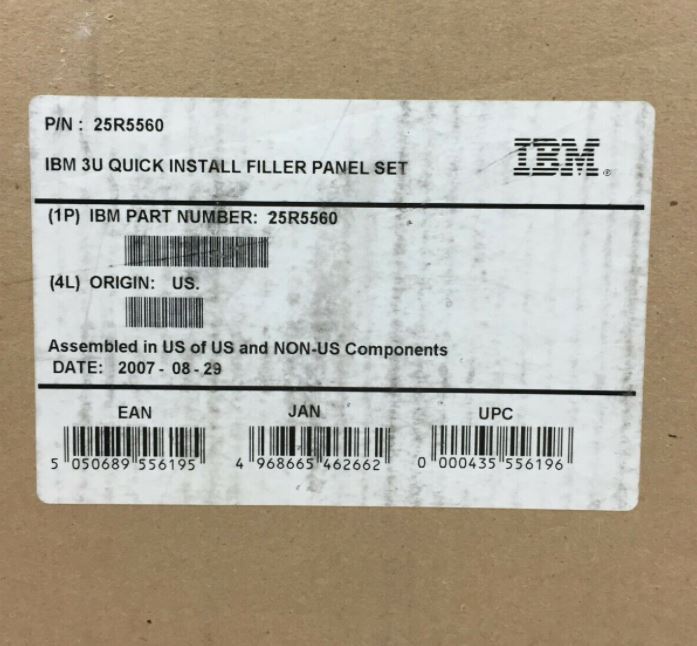 P/N : 25R5560
IBM 3U QUICK INSTALL FILLER PANEL SET
IBM®
(1P) IBM PART NUMBER: 25R5560
(4L) ORIGIN: US.
Assembled in US of US and NON-US Components
DATE: 2007 - 08 - 29
EAN JAN UPC
5 050689 556195 4 968665 462662 0 000435 556196